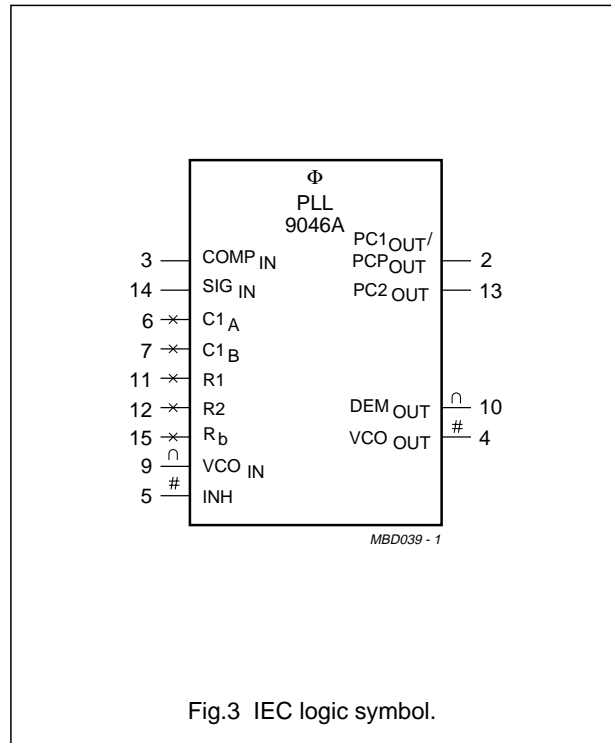 Φ
PLL
9046A
3 COMP IN
PC1 OUT/
PCP OUT 2
14 SIG IN
PC2 OUT 13
6 × C1 A
7 × C1 B
11 × R1
12 × R2
DEM OUT ∩ 10
15 × R b
VCO OUT # 4
9 ∩ VCO IN
5 # INH
MBD039 - 1
Fig.3 IEC logic symbol.